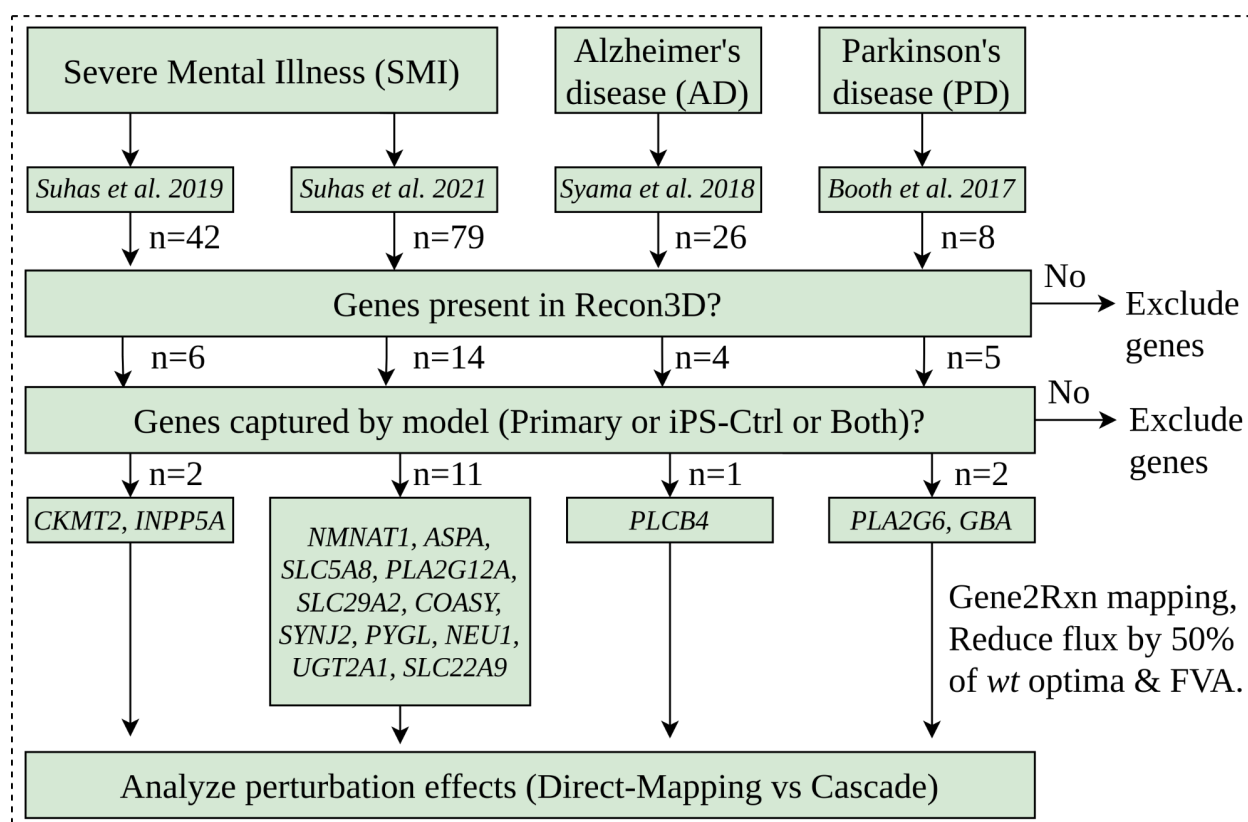 Severe Mental Illness (SMI)
Alzheimer's
disease (AD)
Parkinson's
disease (PD)
Suhas et al. 2019
Suhas et al. 2021
Syama et al. 2018
Booth et al. 2017
n=42
n=79
n=26
n=8
Genes present in Recon3D?
No
Exclude
genes
n=6
n=14
n=4
n=5
Genes captured by model (Primary or iPS-Ctrl or Both)?
No
Exclude
genes
n=2
n=11
n=1
n=2
CKMT2, INPP5A
NMNAT1, ASPA,
SLC5A8, PLA2G12A,
SLC29A2, COASY,
SYNJ2, PYGL, NEU1,
UGT2A1, SLC22A9
PLCB4
PLA2G6, GBA
Gene2Rxn mapping,
Reduce flux by 50%
of wt optima & FVA.
Analyze perturbation effects (Direct-Mapping vs Cascade)